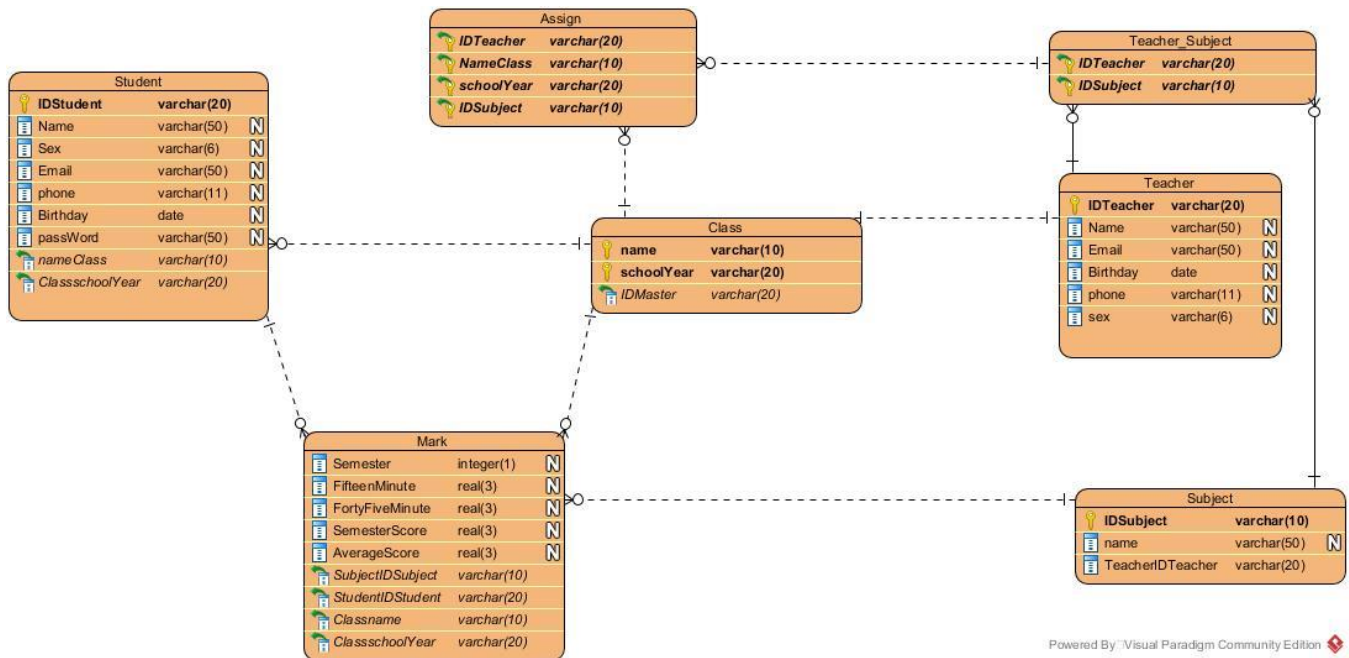 Assign
IDTeacher varchar(20)
NameClass varchar(10)
schoolYear varchar(20)
IDSubject varchar(10)
Teacher_Subject
IDTeacher varchar(20)
IDSubject varchar(10)
Student
IDStudent varchar(20)
Name varchar(50) N
Sex varchar(6) N
Email varchar(50) N
phone varchar(11) N
Birthday date N
passWord varchar(50) N
nameClass varchar(10)
ClassschoolYear varchar(20)
Teacher
IDTeacher varchar(20)
Name varchar(50) N
Email varchar(50) N
Birthday date N
phone varchar(11) N
sex varchar(6) N
Class
name varchar(10)
schoolYear varchar(20)
IDMaster varchar(20)
Mark
Semester integer(1) N
FifteenMinute real(3) N
FortyFiveMinute real(3) N
SemesterScore real(3) N
AverageScore real(3) N
SubjectIDSubject varchar(10)
StudentIDStudent varchar(20)
Classname varchar(10)
ClassschoolYear varchar(20)
Subject
IDSubject varchar(10)
name varchar(50) N
TeacherIDTeacher varchar(20)
Powered By Visual Paradigm Community Edition